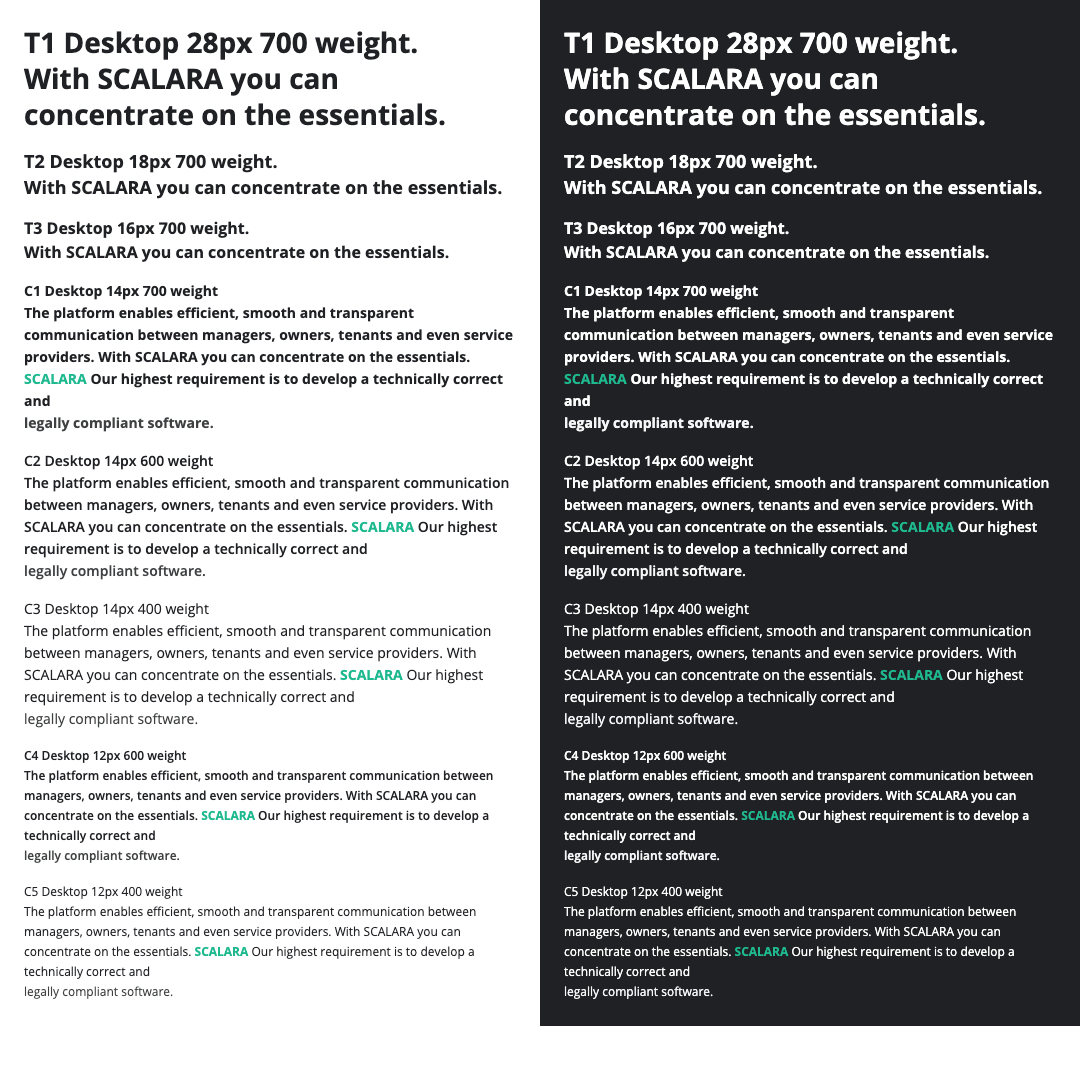 T1 Desktop 28px 700 weight.
With SCALARA you can
concentrate on the essentials.
T2 Desktop 18px 700 weight.
With SCALARA you can concentrate on the essentials.
T3 Desktop 16px 700 weight.
With SCALARA you can concentrate on the essentials.
C1 Desktop 14px 700 weight
The platform enables efficient, smooth and transparent
communication between managers, owners, tenants and even service
providers. With SCALARA you can concentrate on the essentials.
SCALARA Our highest requirement is to develop a technically correct
and
legally compliant software.
C2 Desktop 14px 600 weight
The platform enables efficient, smooth and transparent communication
between managers, owners, tenants and even service providers. With
SCALARA you can concentrate on the essentials. SCALARA Our highest
requirement is to develop a technically correct and
legally compliant software.
C3 Desktop 14px 400 weight
The platform enables efficient, smooth and transparent communication
between managers, owners, tenants and even service providers. With
SCALARA you can concentrate on the essentials. SCALARA Our highest
requirement is to develop a technically correct and
legally compliant software.
C4 Desktop 12px 600 weight
The platform enables efficient, smooth and transparent communication between
managers, owners, tenants and even service providers. With SCALARA you can
concentrate on the essentials. SCALARA Our highest requirement is to develop a
technically correct and
legally compliant software.
C5 Desktop 12px 400 weight
The platform enables efficient, smooth and transparent communication between
managers, owners, tenants and even service providers. With SCALARA you can
concentrate on the essentials. SCALARA Our highest requirement is to develop a
technically correct and
legally compliant software.
T1 Desktop 28px 700 weight.
With SCALARA you can
concentrate on the essentials.
T2 Desktop 18px 700 weight.
With SCALARA you can concentrate on the essentials.
T3 Desktop 16px 700 weight.
With SCALARA you can concentrate on the essentials.
C1 Desktop 14px 700 weight
The platform enables efficient, smooth and transparent
communication between managers, owners, tenants and even service
providers. With SCALARA you can concentrate on the essentials.
SCALARA Our highest requirement is to develop a technically correct
and
legally compliant software.
C2 Desktop 14px 600 weight
The platform enables efficient, smooth and transparent communication
between managers, owners, tenants and even service providers. With
SCALARA you can concentrate on the essentials. SCALARA Our highest
requirement is to develop a technically correct and
legally compliant software.
C3 Desktop 14px 400 weight
The platform enables efficient, smooth and transparent communication
between managers, owners, tenants and even service providers. With
SCALARA you can concentrate on the essentials. SCALARA Our highest
requirement is to develop a technically correct and
legally compliant software.
C4 Desktop 12px 600 weight
The platform enables efficient, smooth and transparent communication between
managers, owners, tenants and even service providers. With SCALARA you can
concentrate on the essentials. SCALARA Our highest requirement is to develop a
technically correct and
legally compliant software.
C5 Desktop 12px 400 weight
The platform enables efficient, smooth and transparent communication between
managers, owners, tenants and even service providers. With SCALARA you can
concentrate on the essentials. SCALARA Our highest requirement is to develop a
technically correct and
legally compliant software.